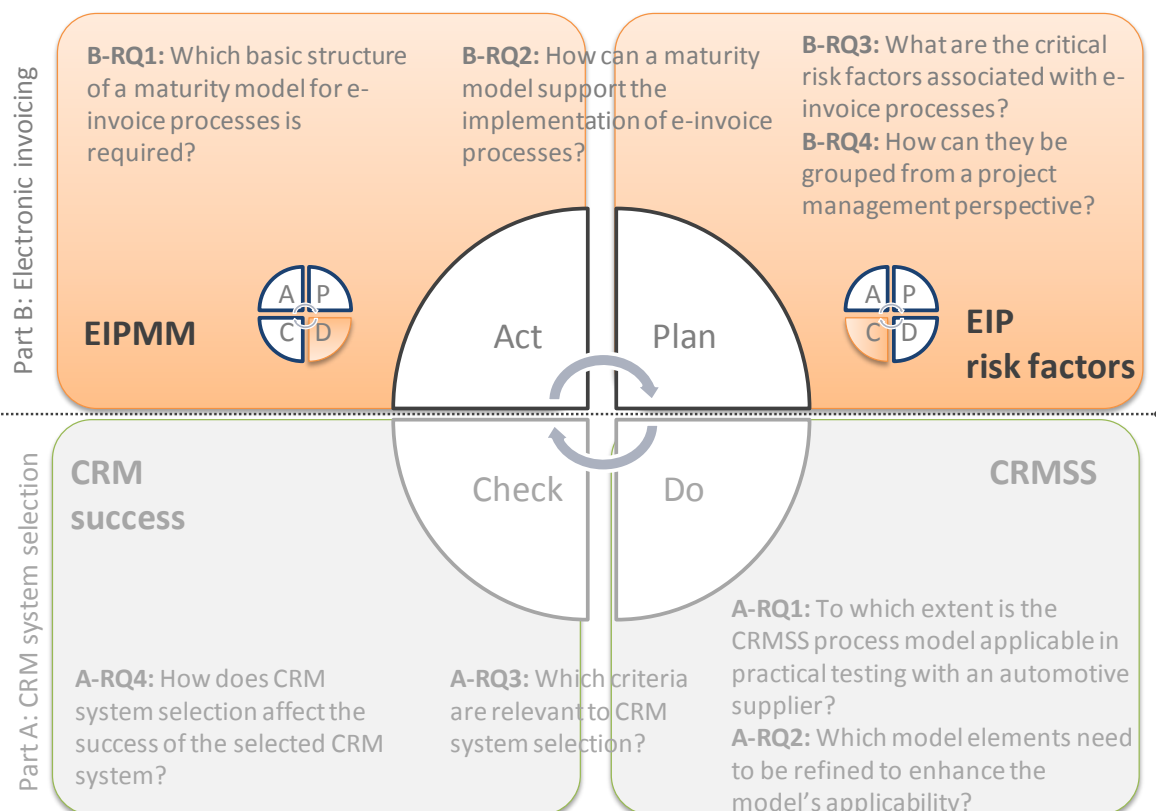 Part B: Electronic invoicing
B-RQ1: Which basic structure
of a maturity model for e-
invoice processes is
required?
B-RQ2: How can a maturity
model support the
implementation of e-invoice
processes?
B-RQ3: What are the critical
risk factors associated with e-
invoice processes?
B-RQ4: How can they be
grouped from a project
management perspective?
EIPMM
A P
C D
Act
Plan
A P
C D
EIP
risk factors
Part A: CRM system selection
CRM
success
Check
Do
CRMSS
A-RQ4: How does CRM
system selection affect the
success of the selected CRM
system?
A-RQ3: Which criteria
are relevant to CRM
system selection?
A-RQ1: To which extent is the
CRMSS process model applicable in
practical testing with an automotive
supplier?
A-RQ2: Which model elements need
to be refined to enhance the
model's applicability?